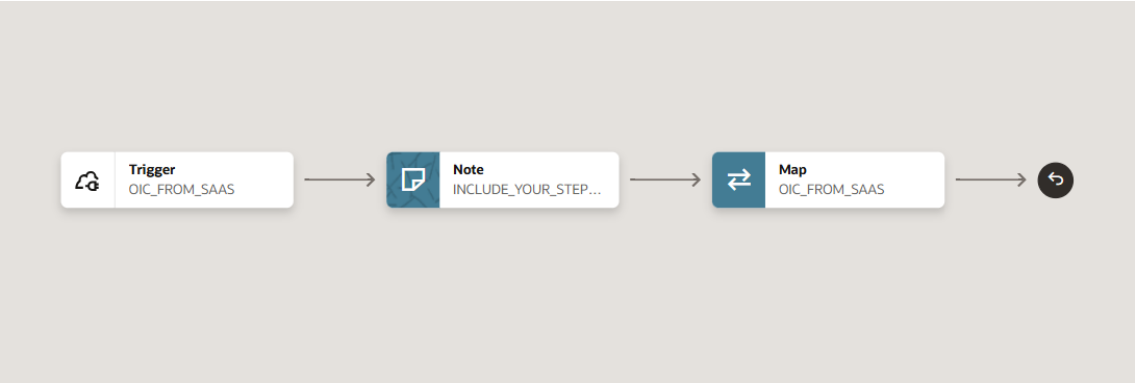 Trigger
OIC_FROM_SAAS
Note
INCLUDE_YOUR_STEP...
Map
OIC_FROM_SAAS